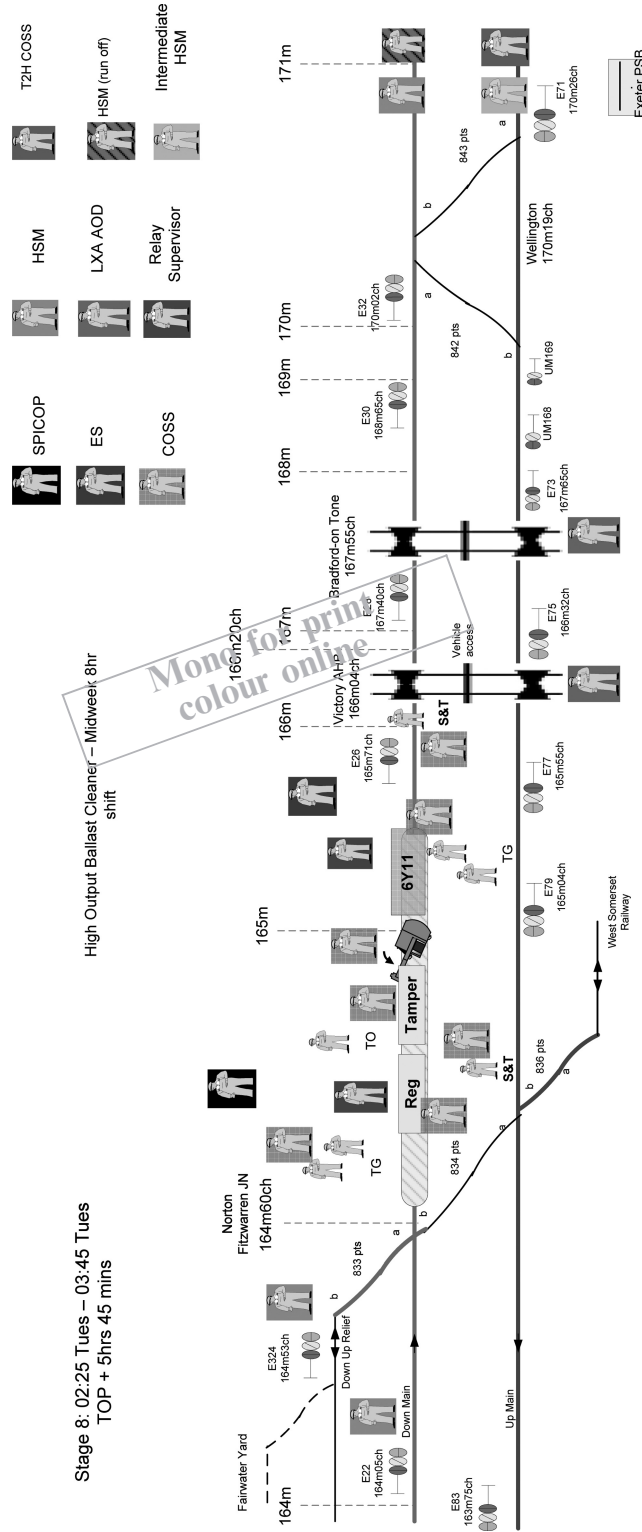 Stage 8: 02:25 Tues – 03:45 Tues
TOP + 5hrs 45 mins
High Output Ballast Cleaner – Midweek 8hr
shift
SPICOP
HSM
T2H COSS
ES
LXA AOD
HSM (run off)
COSS
Relay
Supervisor
Intermediate
HSM
164m
Fairwater Yard
E324
164m53ch
Down Up Relief
b
833 pts
a
Norton
Fitzwarren JN
164m60ch
b
TG
TO
165m
166m
166m20ch
167m
168m
169m
170m
171m
Victory AHB
166m04ch
Bradford-on Tone
167m55ch
E22
164m05ch
Down Main
Reg
Tamper
6Y11
E26
165m71ch
S&T
167m40ch
E30
168m65ch
E32
170m02ch
834 pts
a
S&T
TG
Vehicle
access
842 pts
a
b
843 pts
b
a
E83
163m75ch
Up Main
836 pts
b
a
E79
165m04ch
E77
165m55ch
E75
166m32ch
E73
167m65ch
UM168
UM169
Wellington
170m19ch
E71
170m26ch
West Somerset
Railway
Exeter PSB
Mono for print
colour online